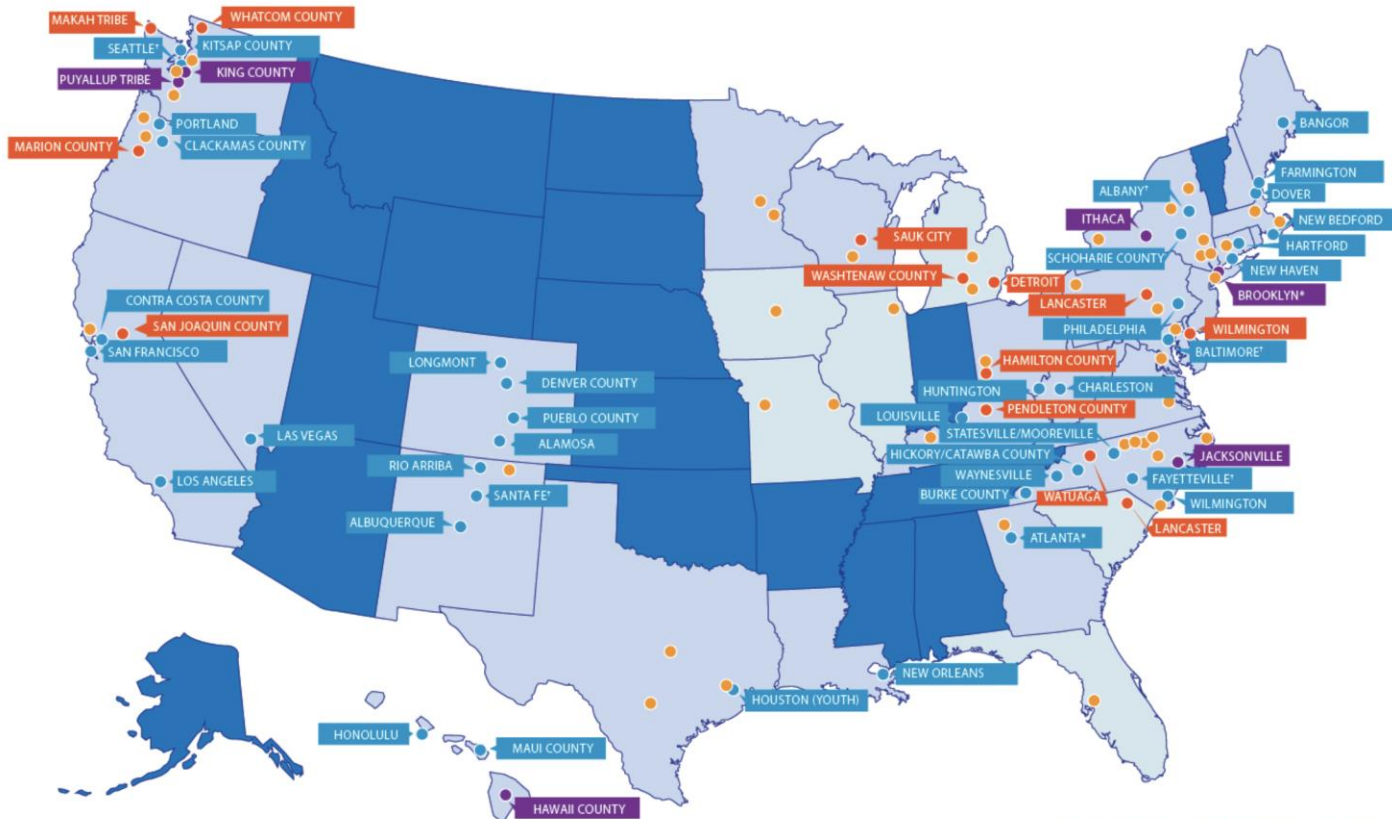 MAKAH TRIBE
WHATCOM COUNTY
SEATTLE†
KITSAP COUNTY
PUYALLUP TRIBE
KING COUNTY
PORTLAND
MARION COUNTY
CLACKAMAS COUNTY
CONTRA COSTA COUNTY
SAN JOAQUIN COUNTY
SAN FRANCISCO
LAS VEGAS
LOS ANGELES
LONGMONT
DENVER COUNTY
PUEBLO COUNTY
ALAMOSA
RIO ARRIBA
SANTA FE†
ALBUQUERQUE
HONOLULU
MAUI COUNTY
HAWAII COUNTY
HOUSTON (YOUTH)
NEW ORLEANS
SAUK CITY
WASHTENAW COUNTY
DETROIT
BANGOR
FARMINGTON
ALBANY†
DOVER
ITHACA
NEW BEDFORD
SCHOHARIE COUNTY
HARTFORD
NEW HAVEN
BROOKLYN*
LANCASTER
PHILADELPHIA
WILMINGTON
BALTIMORE†
HAMILTON COUNTY
HUNTINGTON
CHARLESTON
LOUISVILLE
PENDLETON COUNTY
STATESVILLE/MOOREVILLE
HICKORY/CATAWBA COUNTY
JACKSONVILLE
WAYNESVILLE
FAYETTEVILLE†
BURKE COUNTY
WATUAGA
WILMINGTON
LANCASTER
ATLANTA*